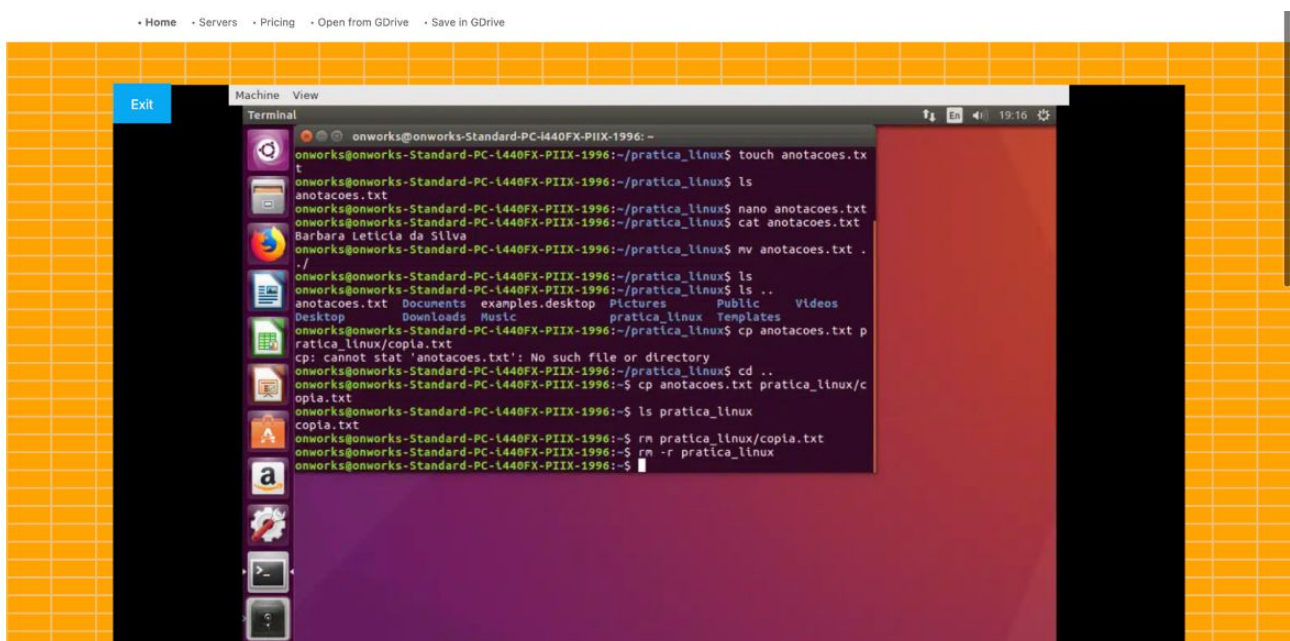 • Home • Servers • Pricing • Open from GDrive • Save in GDrive
Exit
Machine View
Terminal En 19:16
onworks@onworks-Standard-PC-i440FX-PIIX-1996: ~
onworks@onworks-Standard-PC-i440FX-PIIX-1996:~/pratica_linux$ touch anotacoes.tx
t
onworks@onworks-Standard-PC-i440FX-PIIX-1996:~/pratica_linux$ ls
anotacoes.txt
onworks@onworks-Standard-PC-i440FX-PIIX-1996:~/pratica_linux$ nano anotacoes.txt
onworks@onworks-Standard-PC-i440FX-PIIX-1996:~/pratica_linux$ cat anotacoes.txt
Barbara Leticia da Silva
onworks@onworks-Standard-PC-i440FX-PIIX-1996:~/pratica_linux$ mv anotacoes.txt .
./
onworks@onworks-Standard-PC-i440FX-PIIX-1996:~/pratica_linux$ ls
onworks@onworks-Standard-PC-i440FX-PIIX-1996:~/pratica_linux$ ls ..
anotacoes.txt Documents examples.desktop Pictures Public Videos
Desktop Downloads Music pratica_linux Templates
onworks@onworks-Standard-PC-i440FX-PIIX-1996:~/pratica_linux$ cp anotacoes.txt p
ratica_linux/copia.txt
cp: cannot stat 'anotacoes.txt': No such file or directory
onworks@onworks-Standard-PC-i440FX-PIIX-1996:~/pratica_linux$ cd ..
onworks@onworks-Standard-PC-i440FX-PIIX-1996:~$ cp anotacoes.txt pratica_linux/c
opia.txt
onworks@onworks-Standard-PC-i440FX-PIIX-1996:~$ ls pratica_linux
copia.txt
onworks@onworks-Standard-PC-i440FX-PIIX-1996:~$ rm pratica_linux/copia.txt
onworks@onworks-Standard-PC-i440FX-PIIX-1996:~$ rm -r pratica_linux
onworks@onworks-Standard-PC-i440FX-PIIX-1996:~$